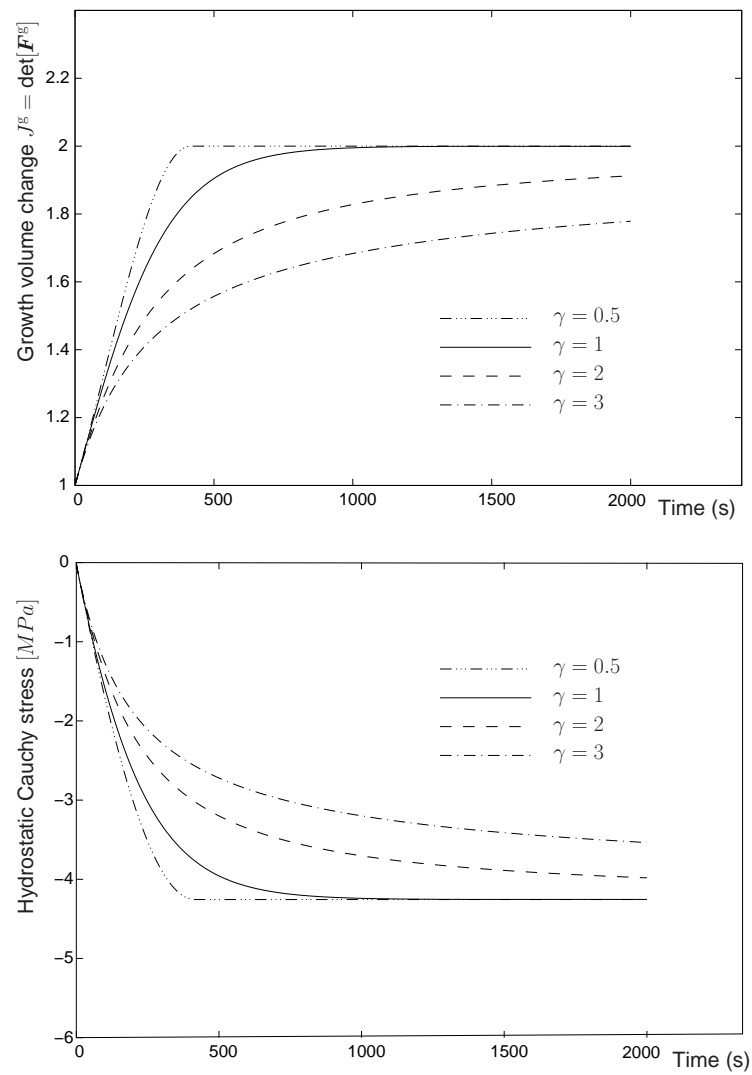 Growth volume change J^g = det[F^g]
2.2
2
1.8
1.6
1.4
1.2
1
0
500
1000
1500
2000
Time (s)
γ = 0.5
γ = 1
γ = 2
γ = 3
Hydrostatic Cauchy stress [MPa]
0
−1
−2
−3
−4
−5
−6
0
500
1000
1500
2000
Time (s)
γ = 0.5
γ = 1
γ = 2
γ = 3